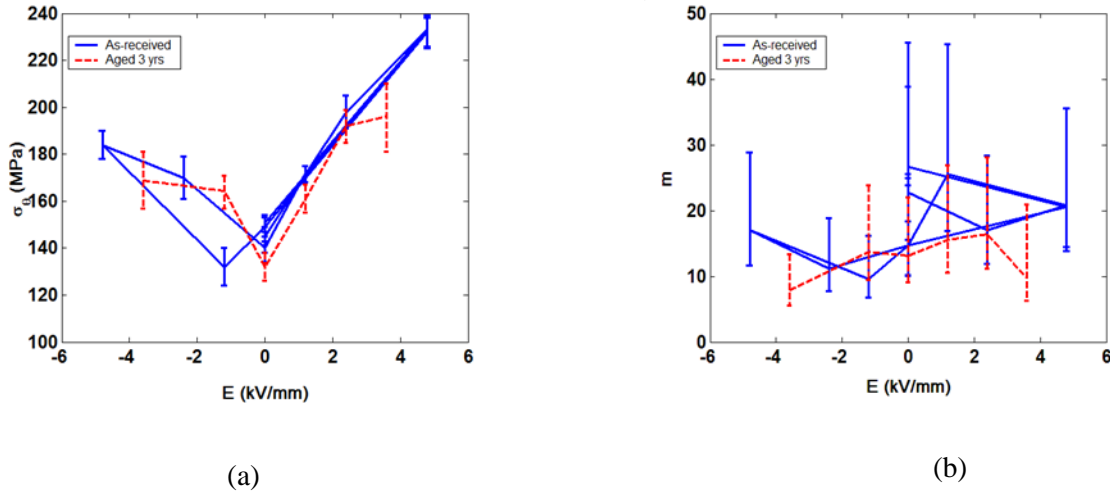 240
220
200
180
160
140
120
100
-6
-4
-2
0
2
4
6
σθ (MPa)
E (kV/mm)
As-received
Aged 3 yrs
(a)
50
40
30
20
10
0
-6
-4
-2
0
2
4
6
m
E (kV/mm)
As-received
Aged 3 yrs
(b)